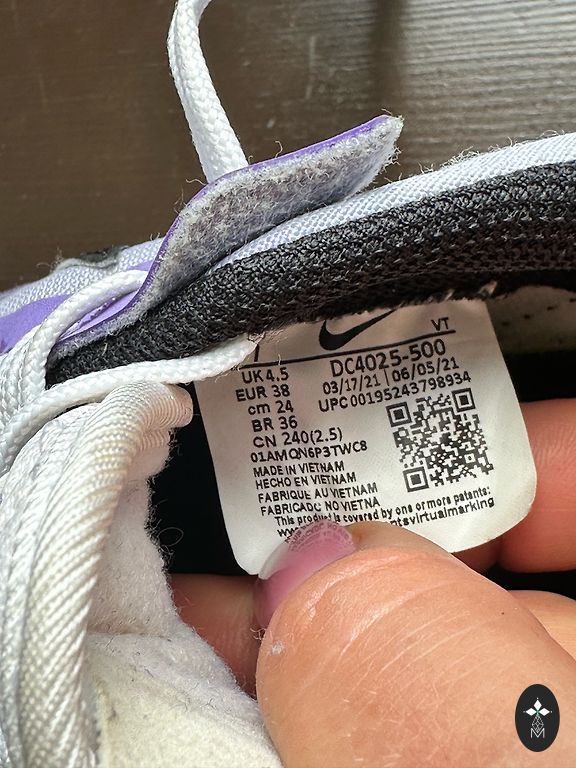 VT
UK 4.5
EUR 38
cm 24
BR 36
CN 240(2.5)
DC4025-500
03/17/21 | 06/05/21
UPC 00195243798934
01AMQN6P3TWC8
MADE IN VIETNAM
HECHO EN VIETNAM
FABRIQUE AU VIETNAM
FABRICADO NO VIETNA
This product is covered by one or more patents:
M